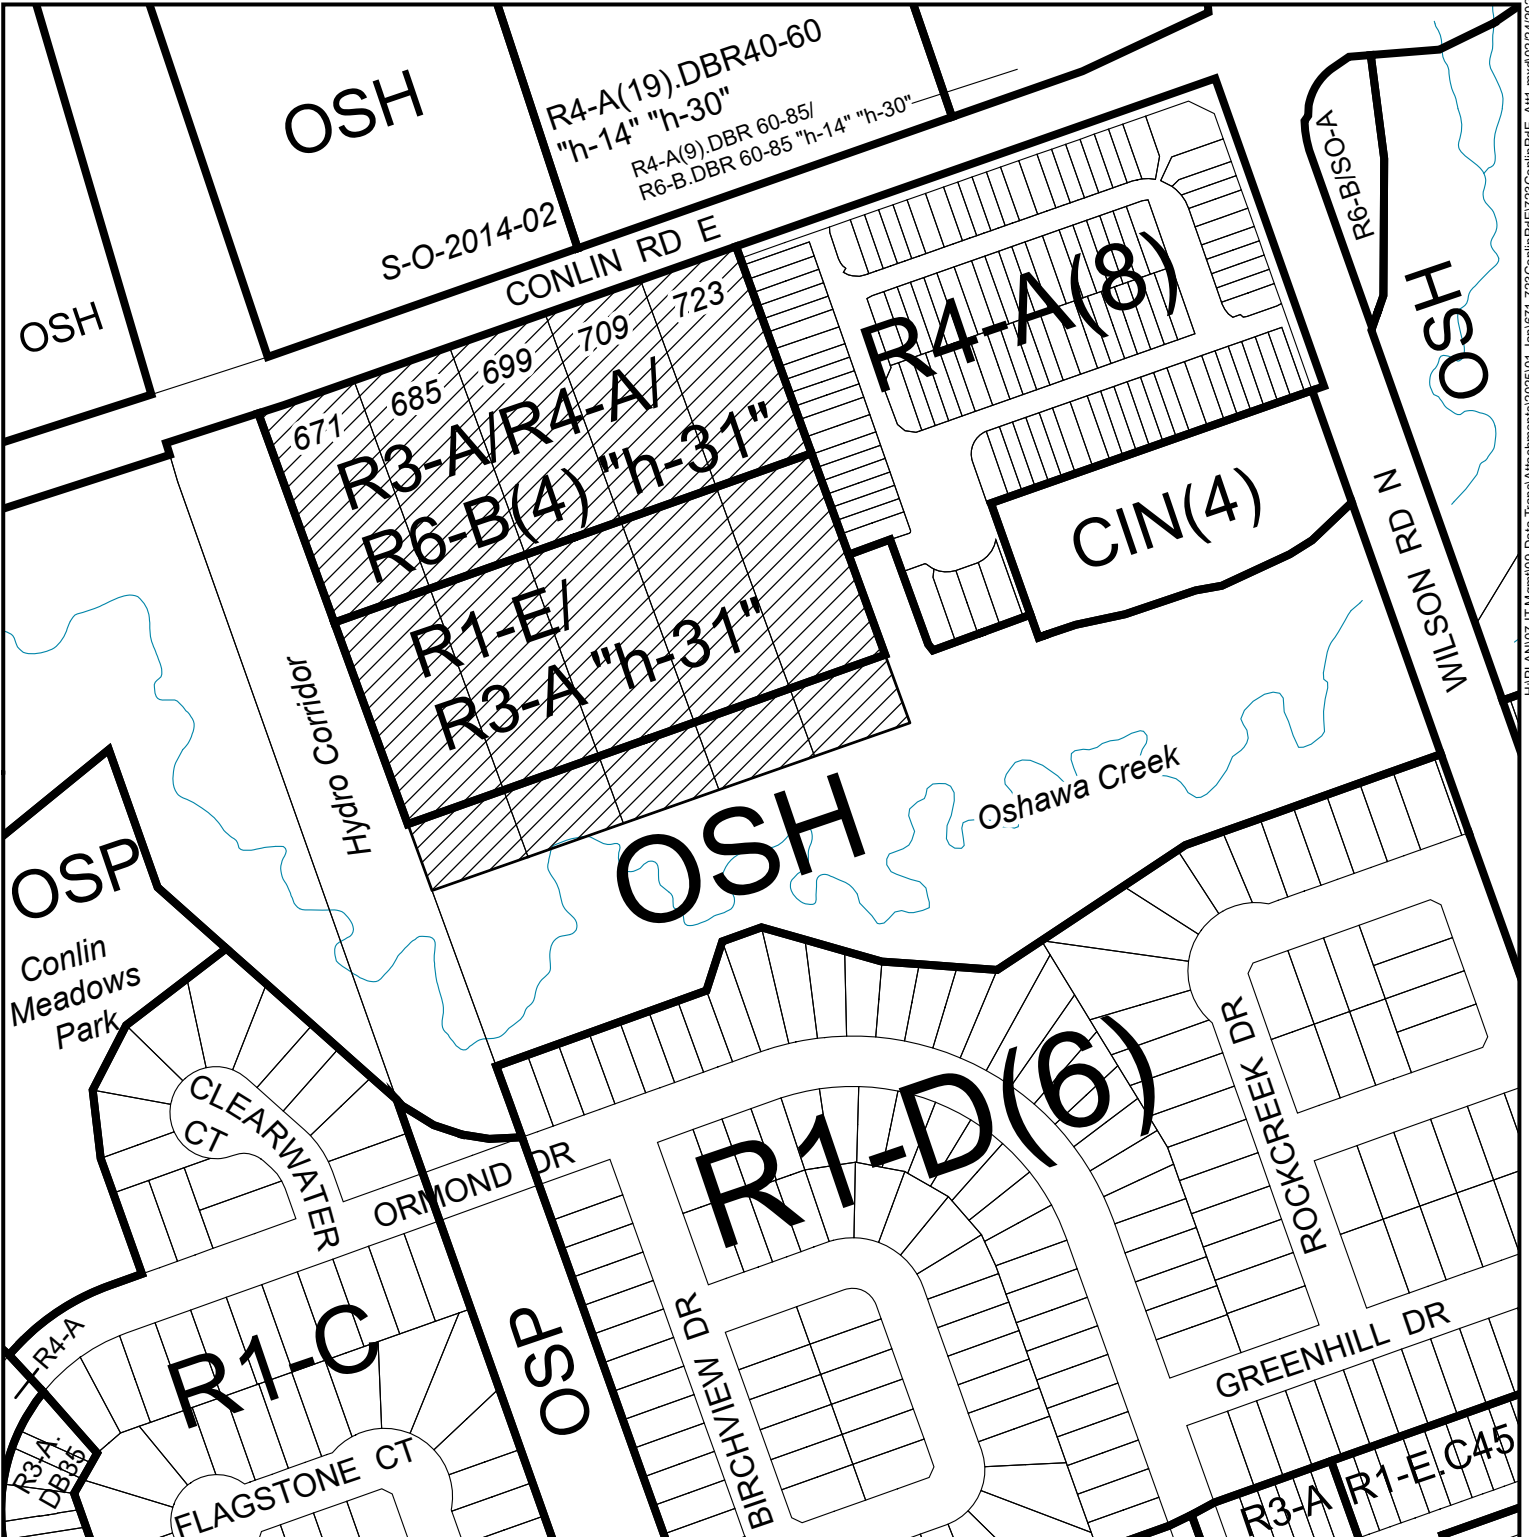 OSH
R4-A(19).DBR40-60
"h-14" "h-30"
R4-A(9).DBR 60-85/
R6-B.DBR 60-85 "h-14" "h-30"
S-O-2014-02
OSH
CONLIN RD E
R6-B/SO-A
OSH
671
685
699
709
723
R3-A/R4-A/
R6-B(4) "h-31"
R4-A(8)
CIN(4)
WILSON RD N
R1-E/
R3-A "h-31"
Hydro Corridor
OSH
Oshawa Creek
OSP
Conlin
Meadows
Park
CLEARWATER
CT
ORMOND DR
R1-D(6)
ROCKCREEK DR
R4-A
R1-C
OSP
BIRCHVIEW DR
GREENHILL DR
R3-A.
DB35
FLAGSTONE CT
R3-A
R1-E.C45